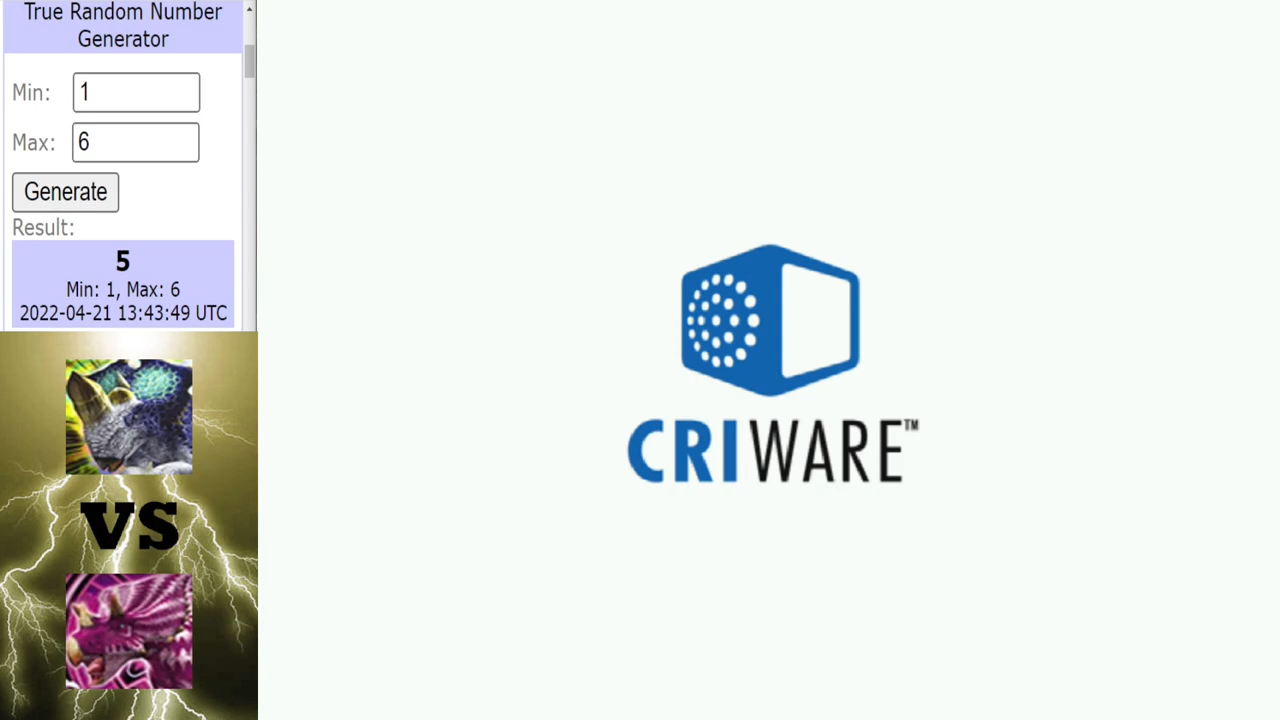 True Random Number
Generator
Min: 1
Max: 6
Generate
Result:
5
Min: 1, Max: 6
2022-04-21 13:43:49 UTC
vs
CRIWARE™